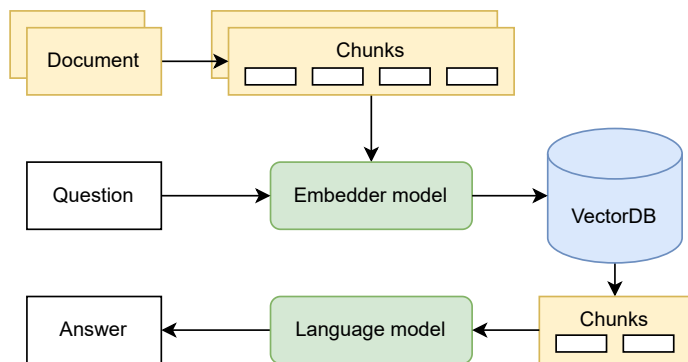 Document
Chunks
Question
Embedder model
VectorDB
Answer
Language model
Chunks